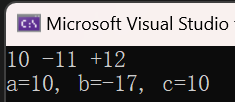 Microsoft Visual Studio
10 -11 +12
a=10, b=-17, c=10